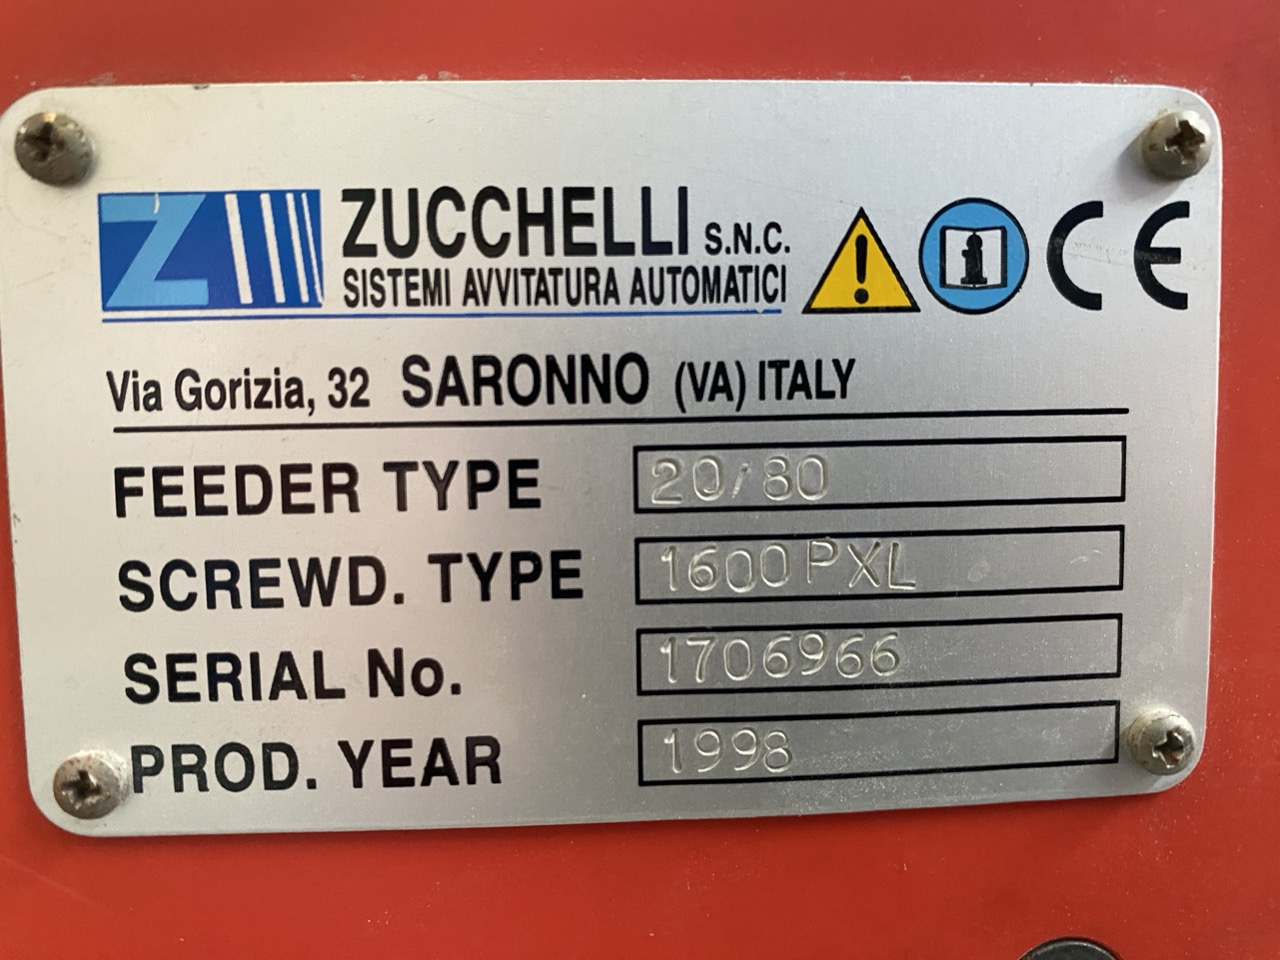 Z ZUCCHELLI S.N.C.
SISTEMI AVVITATURA AUTOMATICI
CE
Via Gorizia, 32 SARONNO (VA) ITALY
FEEDER TYPE 20/80
SCREWD. TYPE 1600PXL
SERIAL No. 1706966
PROD. YEAR 1998